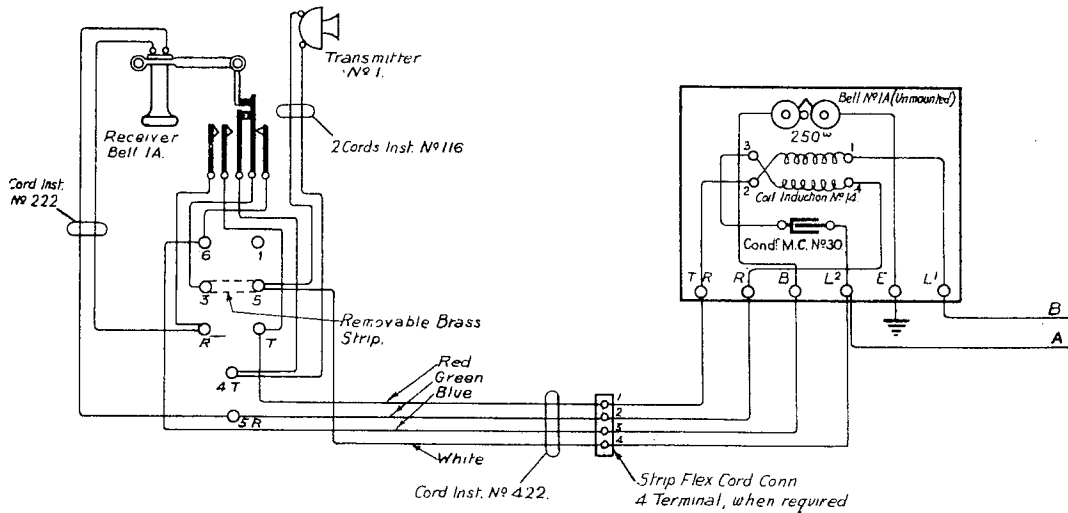 Transmitter
Nº 1.
Receiver
Bell 1A.
2 Cords Inst. Nº 116
Cord Inst.
Nº 222
6
1
3
5
Removable Brass
Strip.
R
T
4 T
5 R
Red
Green
Blue
White
Cord Inst. Nº 422.
1
2
3
4
Strip Flex Cord Conn
4 Terminal, when required
Bell Nº 1A (Unmounted)
250 ω
3
1
2
4
Coil Induction Nº 14.
Condr. M.C. Nº 30
T R
R
B
L2
E
L1
B
A